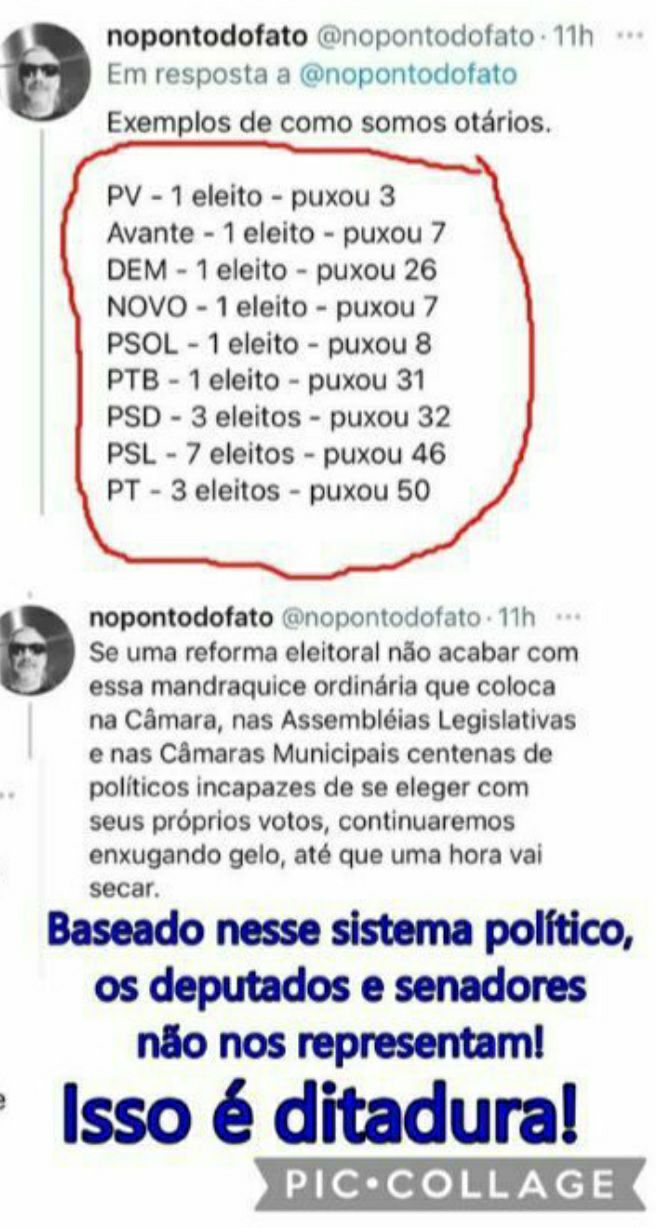 nopontodofato @nopontodofato · 11h ...
Em resposta a @nopontodofato
Exemplos de como somos otários.
PV - 1 eleito - puxou 3
Avante - 1 eleito - puxou 7
DEM - 1 eleito - puxou 26
NOVO - 1 eleito - puxou 7
PSOL - 1 eleito - puxou 8
PTB - 1 eleito - puxou 31
PSD - 3 eleitos - puxou 32
PSL - 7 eleitos - puxou 46
PT - 3 eleitos - puxou 50
nopontodofato @nopontodofato · 11h ...
Se uma reforma eleitoral não acabar com
essa mandraquice ordinária que coloca
na Câmara, nas Assembléias Legislativas
e nas Câmaras Municipais centenas de
políticos incapazes de se eleger com
seus próprios votos, continuaremos
enxugando gelo, até que uma hora vai
secar.
Baseado nesse sistema político,
os deputados e senadores
não nos representam!
Isso é ditadura!
PIC•COLLAGE